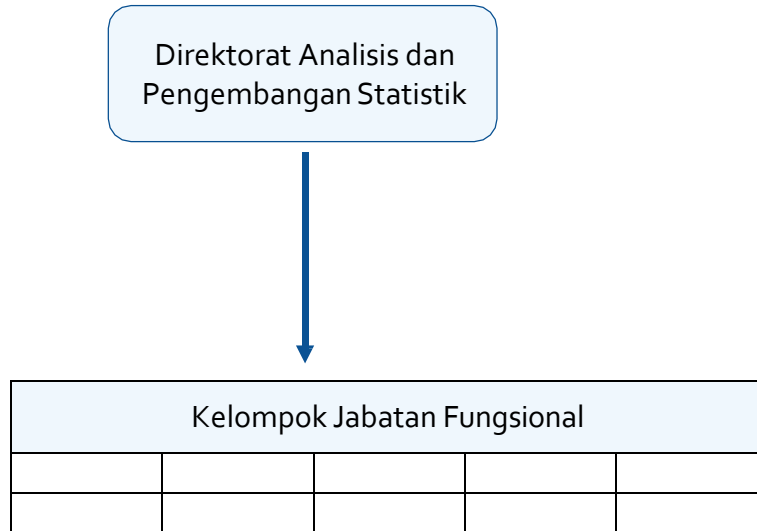 Direktorat Analisis dan
Pengembangan Statistik
Kelompok Jabatan Fungsional